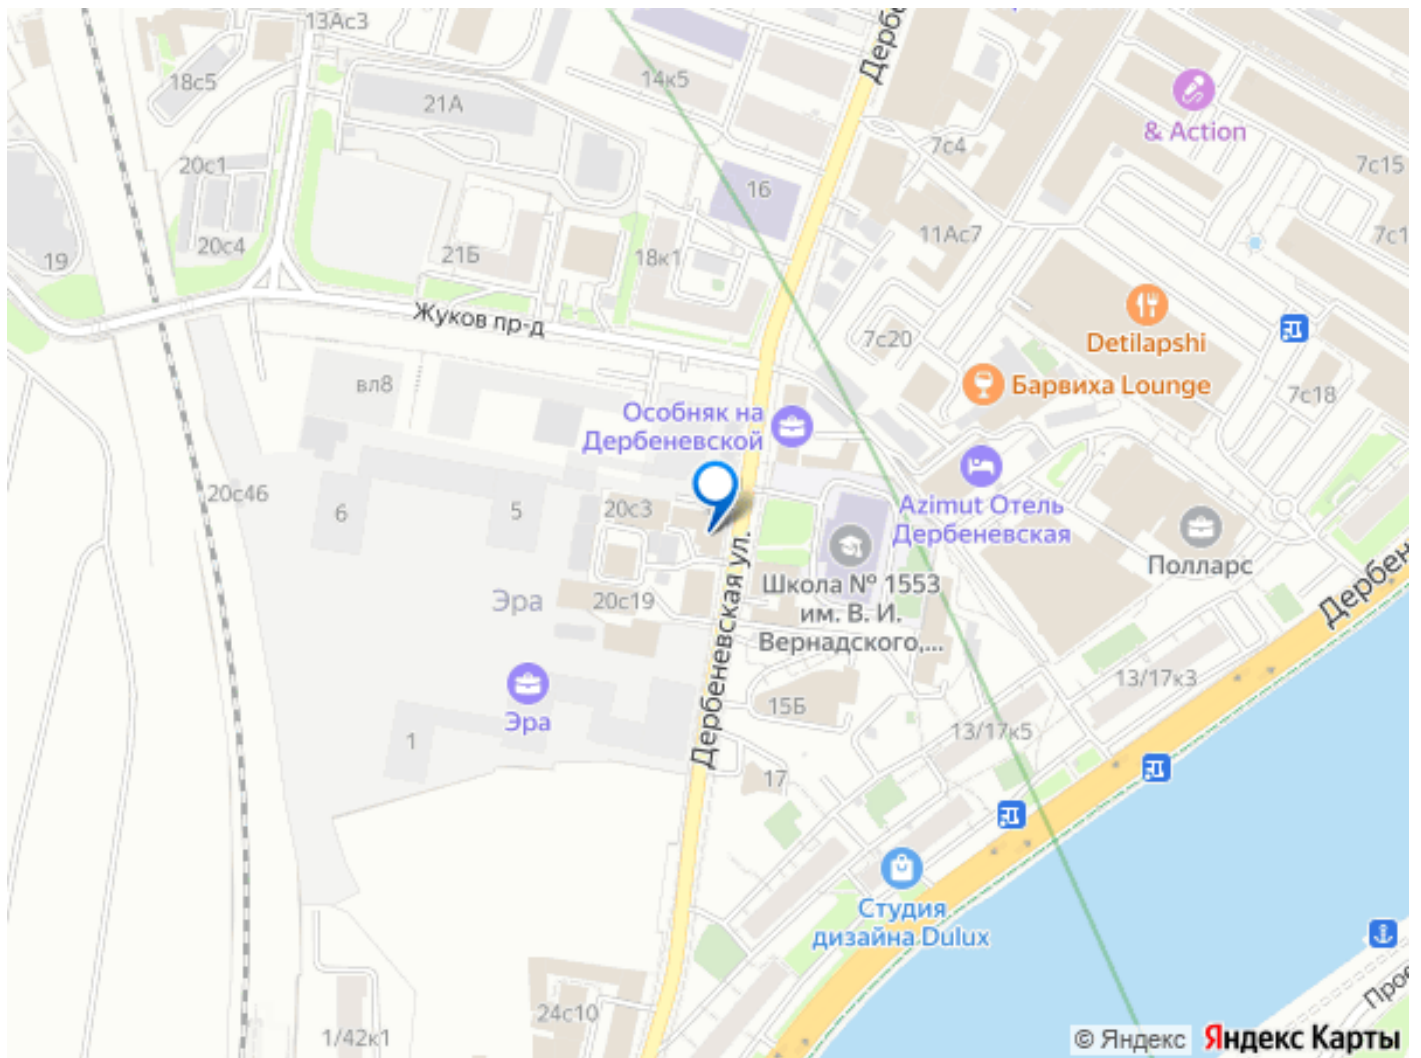 13Ас3
18с5
21А
14к5
Дербе
& Action
7с4
7с15
20с1
16
20с4
19
21Б
18к1
11Ас7
7с1
Жуков пр-д
7с20
Detilapshi
вл8
Барвиха Lounge
7с18
Особняк на
Дербеневской
20с46
6
5
20с3
Azimut Отель
Дербеневская
Полларс
Дербен
Школа № 1553
им. В. И.
Вернадского,...
Эра
20с19
Дербеневская ул.
Эра
1
15Б
13/17к3
13/17к5
17
Студия
дизайна Dulux
24с10
1/42к1
Прое
© Яндекс Яндекс Карты